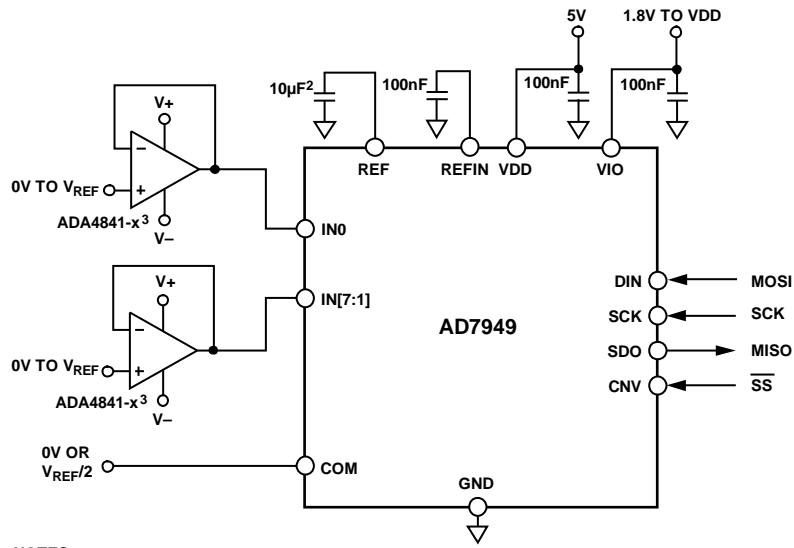 5V
1.8V TO VDD
10µF2
100nF
100nF
100nF
V+
REF
REFIN
VDD
VIO
–
+
0V TO VREF
ADA4841-x3
V–
IN0
V+
IN[7:1]
DIN
MOSI
AD7949
SCK
SCK
–
SDO
MISO
0V TO VREF
+
CNV
SS
ADA4841-x3
V–
0V OR
VREF/2
COM
GND